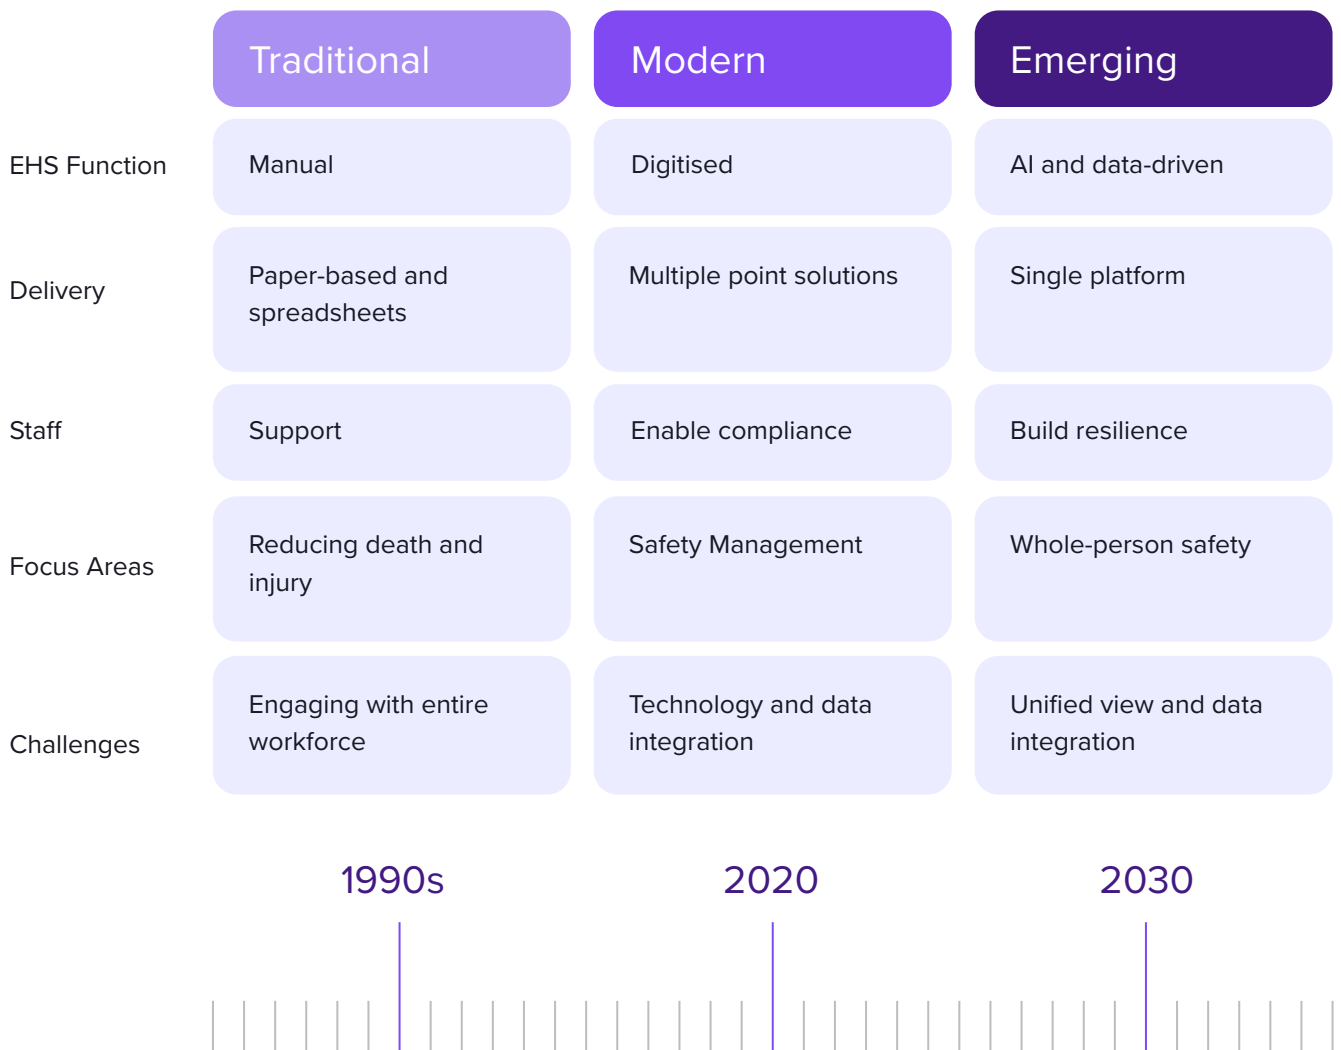 Traditional
Modern
Emerging
EHS Function
Manual
Digitised
AI and data-driven
Delivery
Paper-based and
spreadsheets
Multiple point solutions
Single platform
Staff
Support
Enable compliance
Build resilience
Focus Areas
Reducing death and
injury
Safety Management
Whole-person safety
Challenges
Engaging with entire
workforce
Technology and data
integration
Unified view and data
integration
1990s
2020
2030